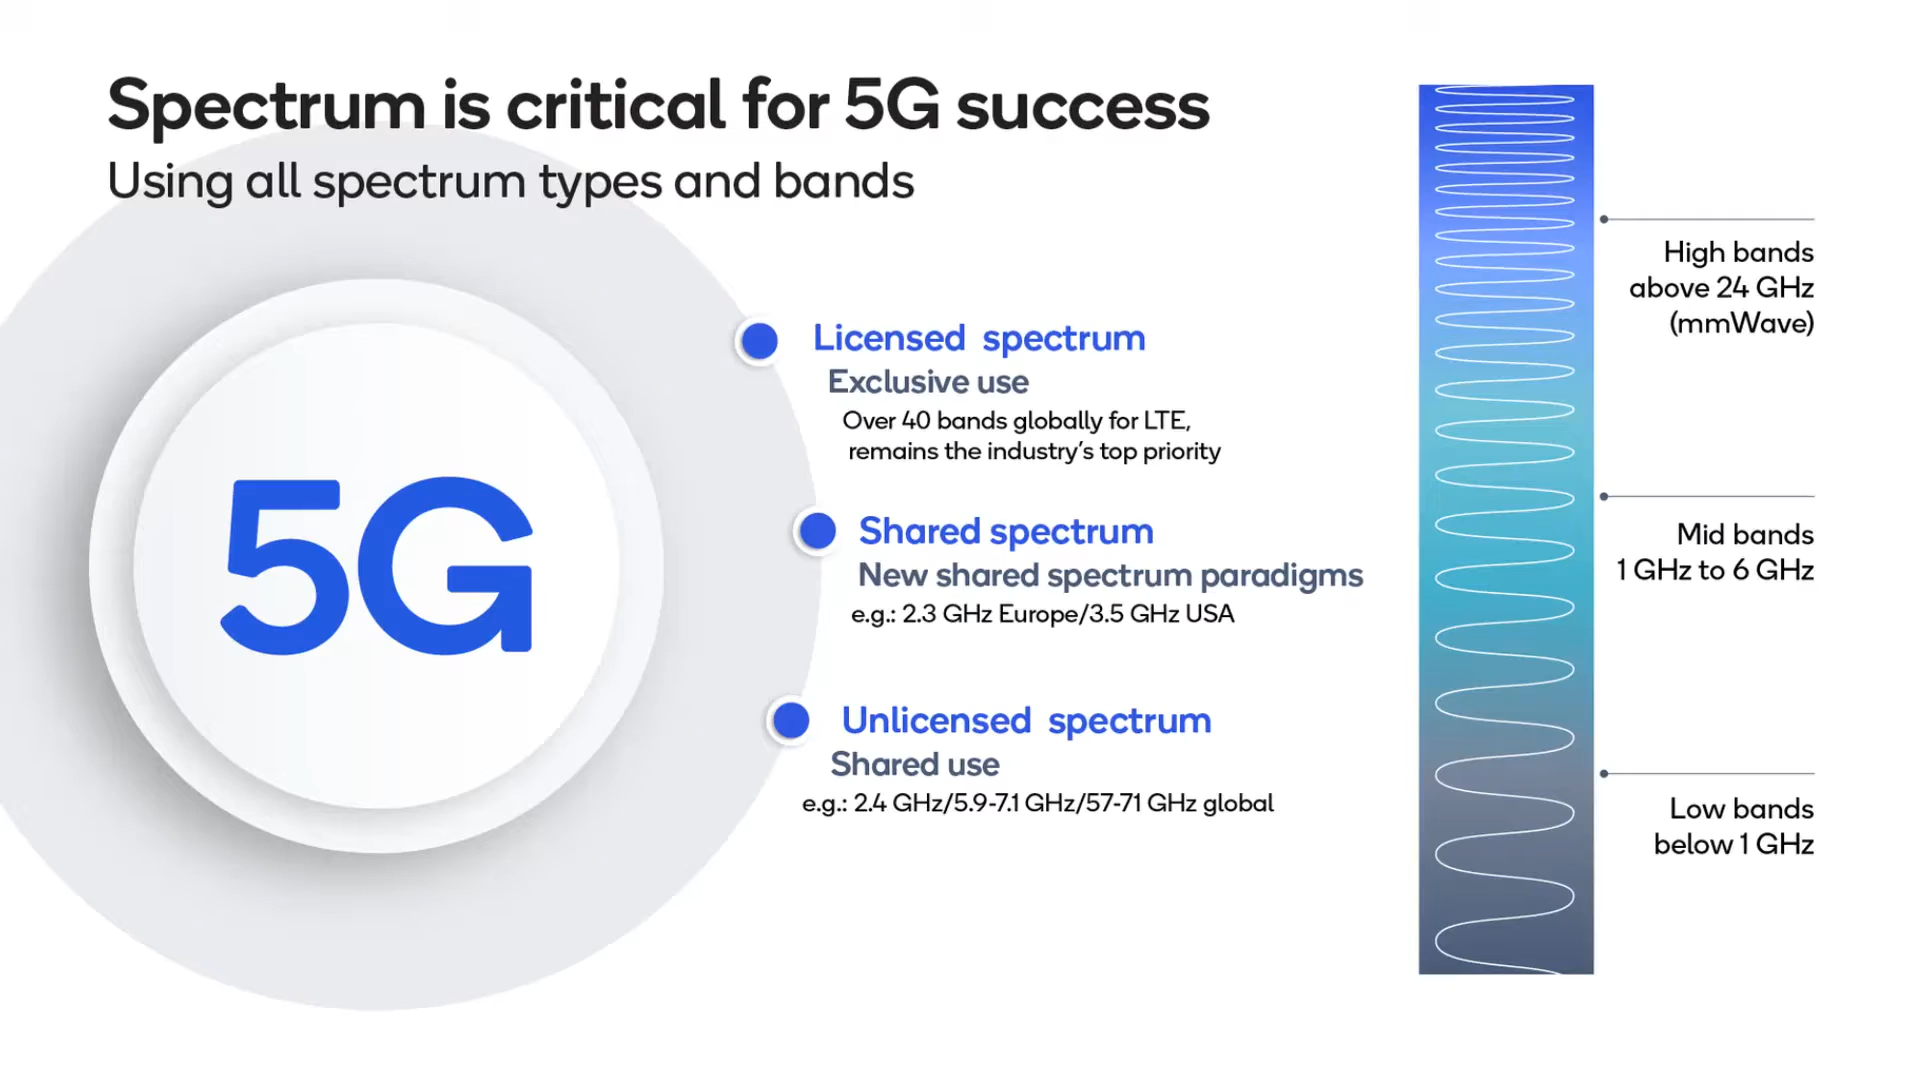 Spectrum is critical for 5G success
Using all spectrum types and bands
5G
Licensed spectrum
Exclusive use
Over 40 bands globally for LTE,
remains the industry’s top priority
Shared spectrum
New shared spectrum paradigms
e.g.: 2.3 GHz Europe/3.5 GHz USA
Unlicensed spectrum
Shared use
e.g.: 2.4 GHz/5.9-7.1 GHz/57-71 GHz global
High bands
above 24 GHz
(mmWave)
Mid bands
1 GHz to 6 GHz
Low bands
below 1 GHz